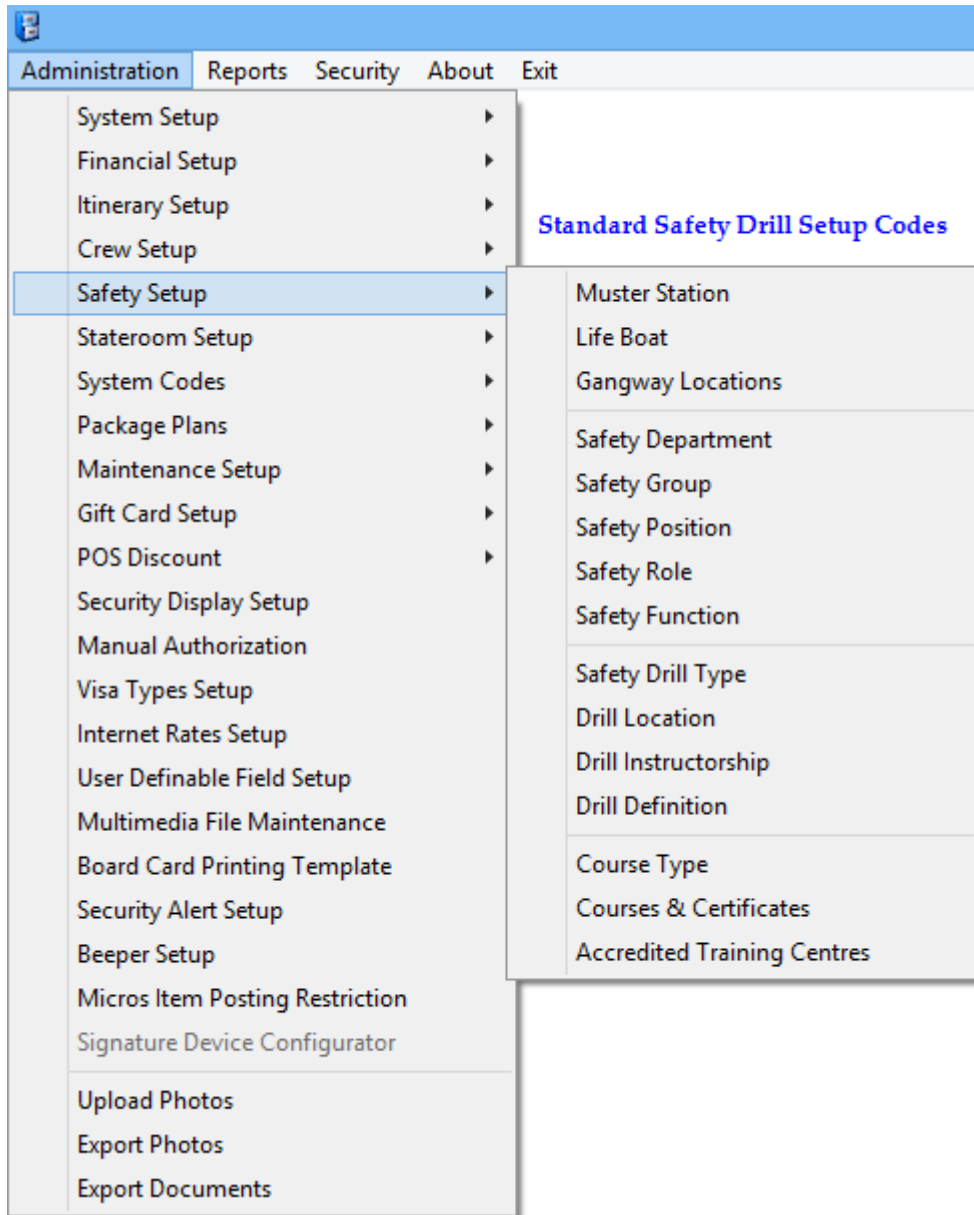 Administration Reports Security About Exit
System Setup
Financial Setup
Itinerary Setup
Crew Setup
Safety Setup
Stateroom Setup
System Codes
Package Plans
Maintenance Setup
Gift Card Setup
POS Discount
Security Display Setup
Manual Authorization
Visa Types Setup
Internet Rates Setup
User Definable Field Setup
Multimedia File Maintenance
Board Card Printing Template
Security Alert Setup
Beeper Setup
Micros Item Posting Restriction
Signature Device Configurator
Upload Photos
Export Photos
Export Documents
Standard Safety Drill Setup Codes
Muster Station
Life Boat
Gangway Locations
Safety Department
Safety Group
Safety Position
Safety Role
Safety Function
Safety Drill Type
Drill Location
Drill Instructorship
Drill Definition
Course Type
Courses & Certificates
Accredited Training Centres